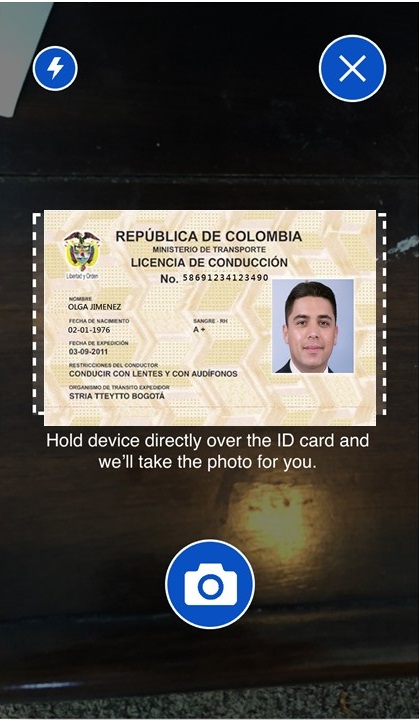 REPÚBLICA DE COLOMBIA
MINISTERIO DE TRANSPORTE
LICENCIA DE CONDUCCIÓN
No. 58691234123490
Libertad y Orden
NOMBRE
OLGA JIMENEZ
FECHA DE NACIMIENTO SANGRE - RH
02-01-1976 A +
FECHA DE EXPEDICIÓN
03-09-2011
RESTRICCIONES DEL CONDUCTOR
CONDUCIR CON LENTES Y CON AUDÍFONOS
ORGANISMO DE TRÁNSITO EXPEDIDOR
STRIA TTEYTTO BOGOTÁ
Hold device directly over the ID card and
we'll take the photo for you.